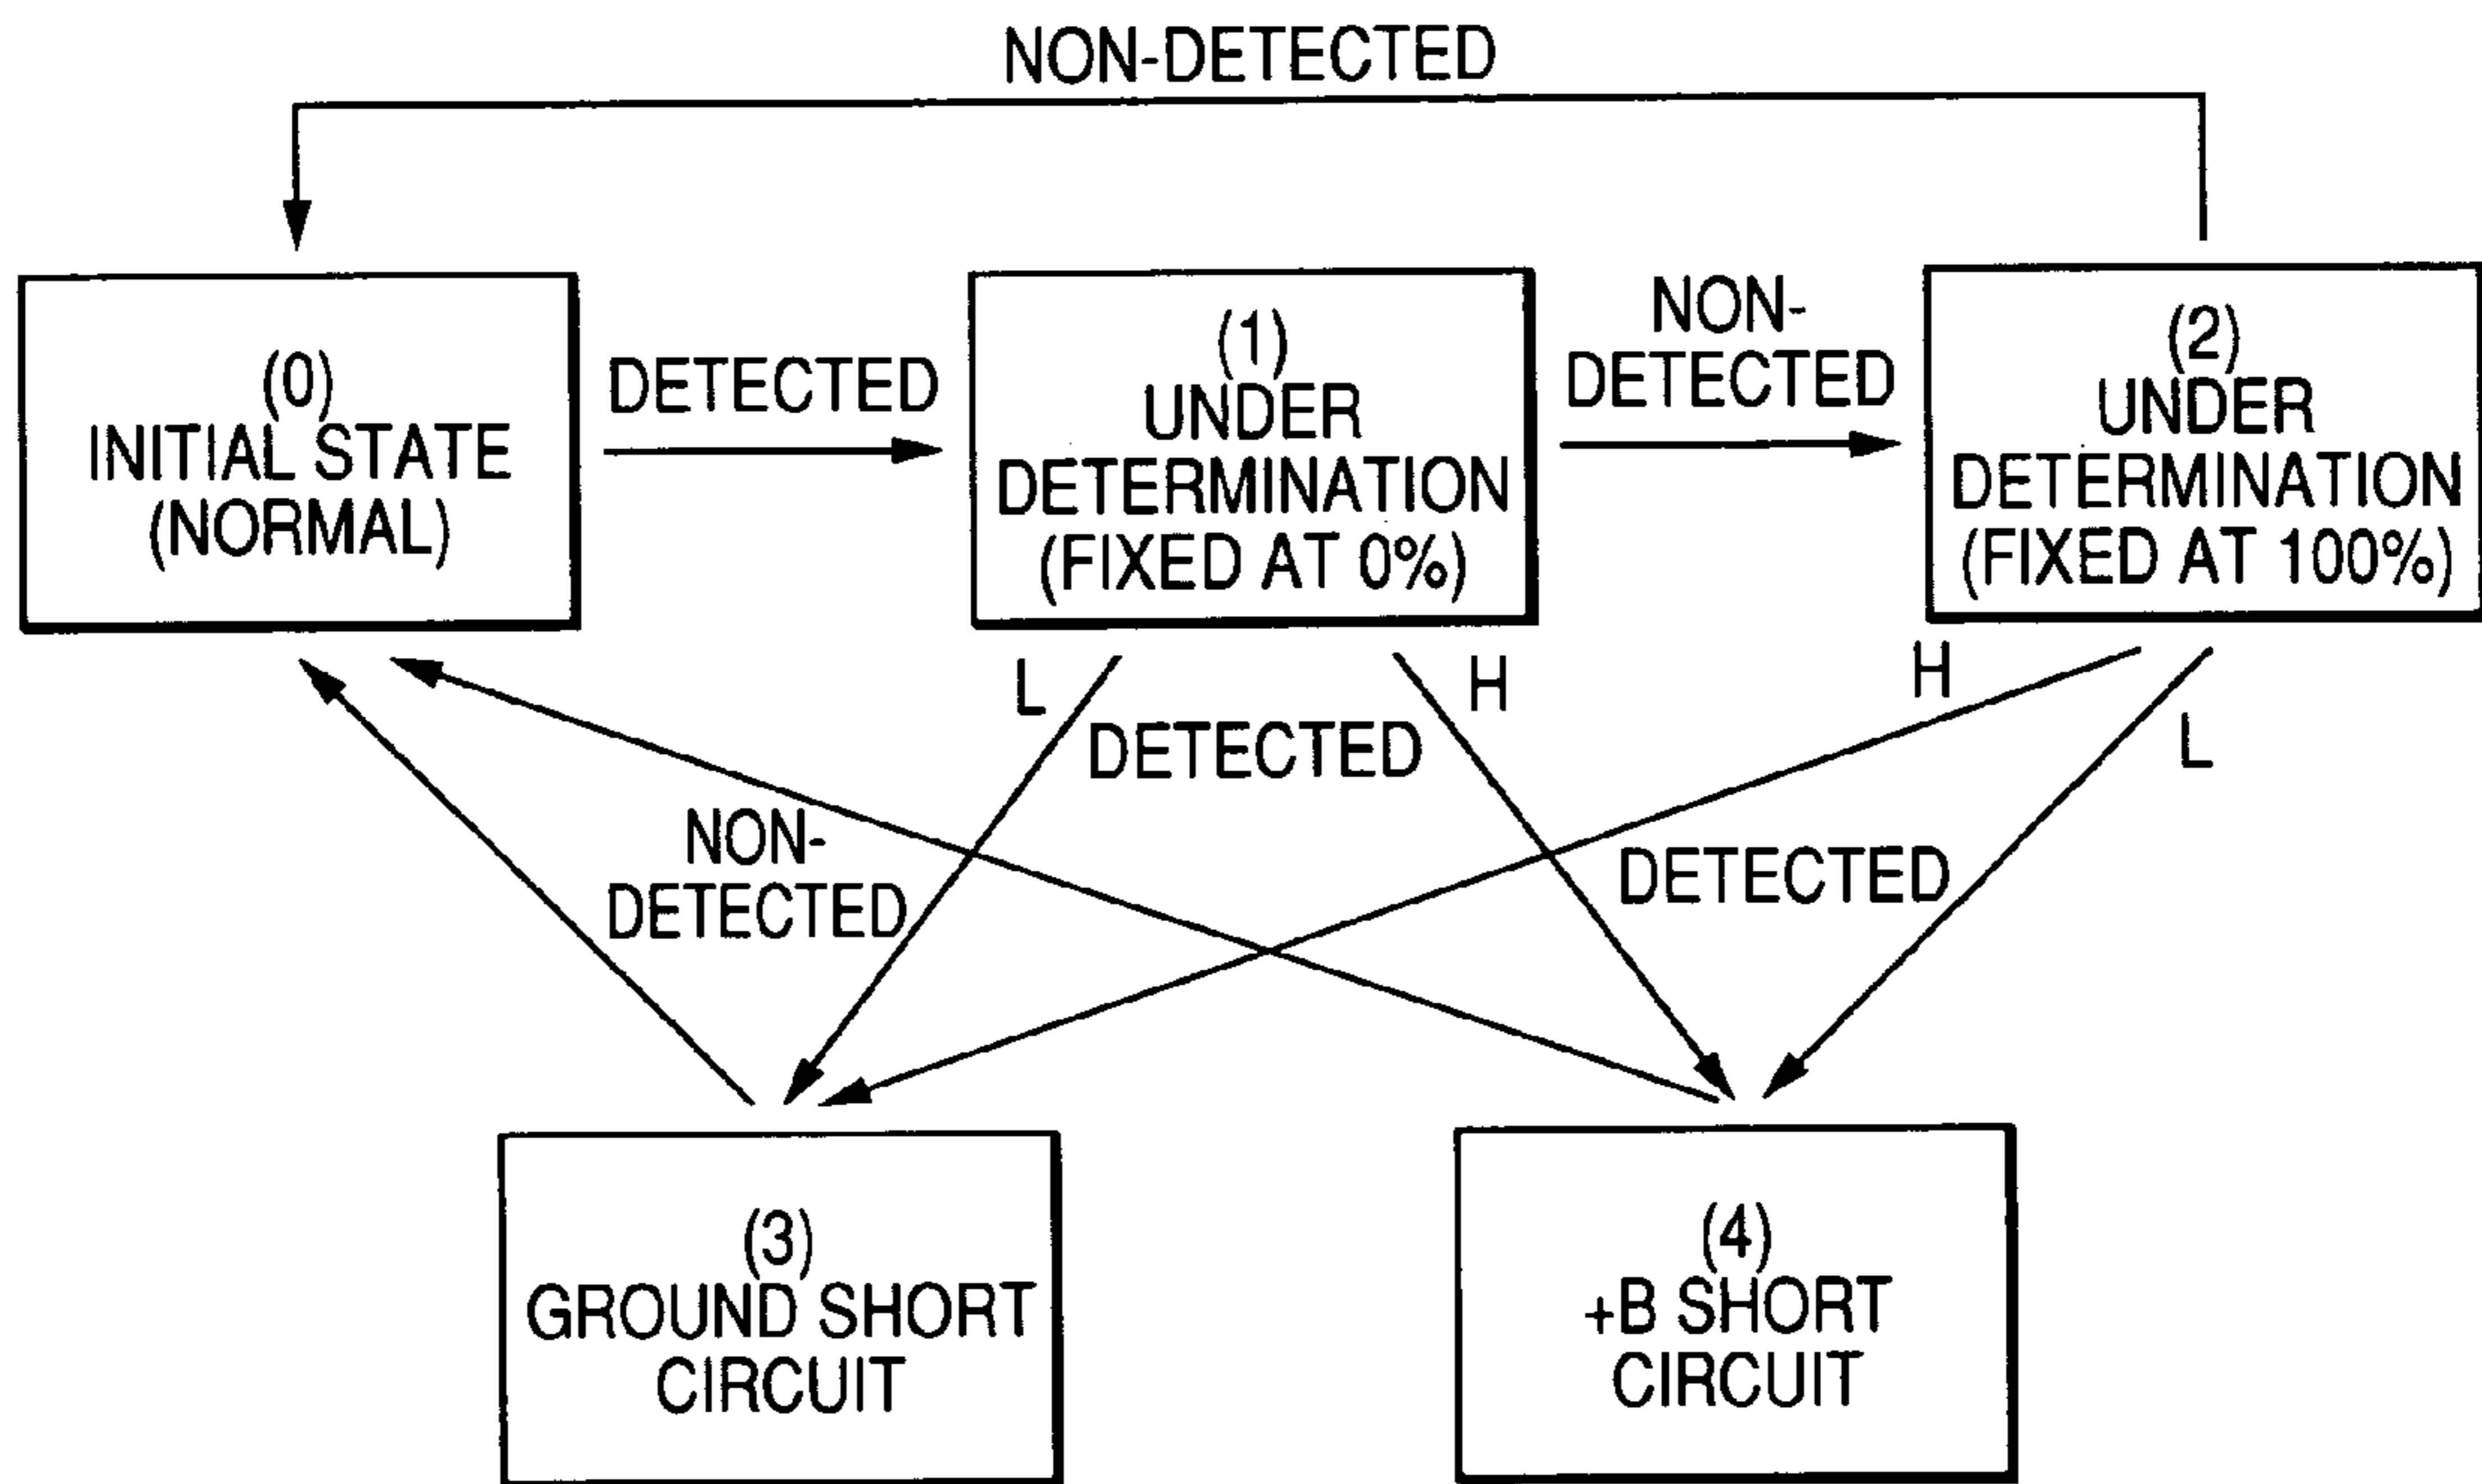 NON-DETECTED
(0)
INITIAL STATE
(NORMAL)
DETECTED
(1)
UNDER
DETERMINATION
(FIXED AT 0%)
NON-
DETECTED
(2)
UNDER
DETERMINATION
(FIXED AT 100%)
L
H
DETECTED
H
L
NON-
DETECTED
DETECTED
(3)
GROUND SHORT
CIRCUIT
(4)
+B SHORT
CIRCUIT